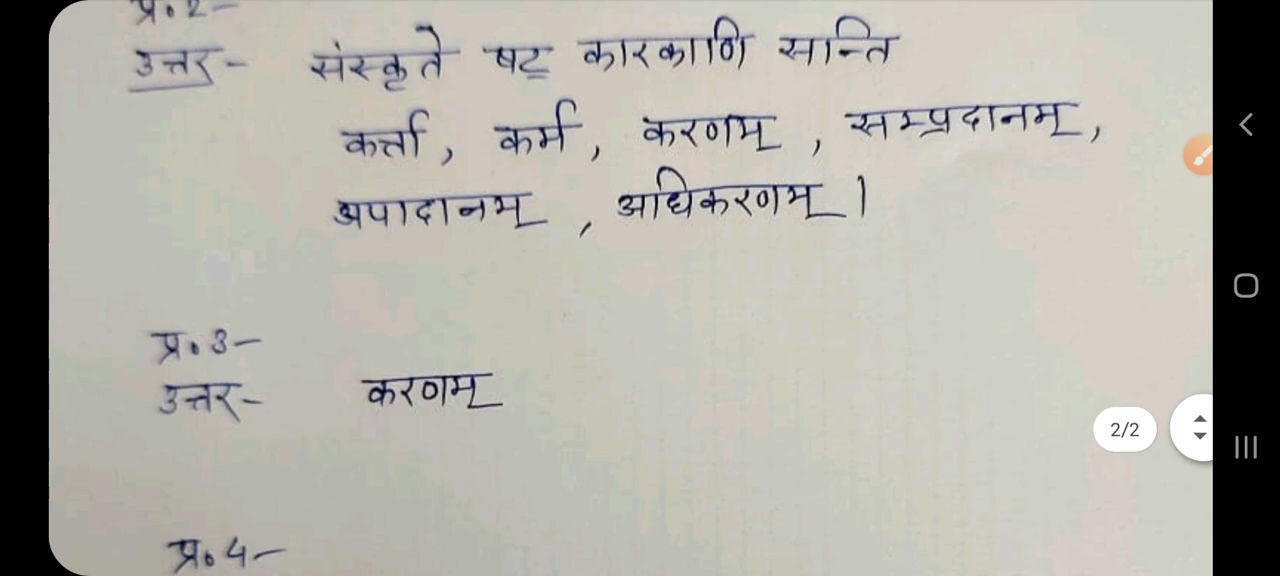 प्र.2-
उत्तर- संस्कृते षट् कारकाणि सन्ति
कर्त्ता, कर्म, करणम्, सम्प्रदानम्,
अपादानम्, अधिकरणम्।
प्र.3-
उत्तर- करणम्
2/2
प्र.4-